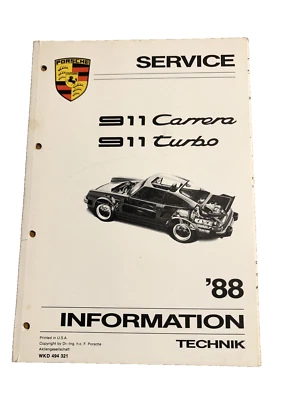 PORSCHE
SERVICE
911 Carrera
911 turbo
'88
INFORMATION
TECHNIK
Printed in U.S.A.
Copyright by Dr.-Ing. h.c. F. Porsche
Aktiengesellschaft
WKD 494 321